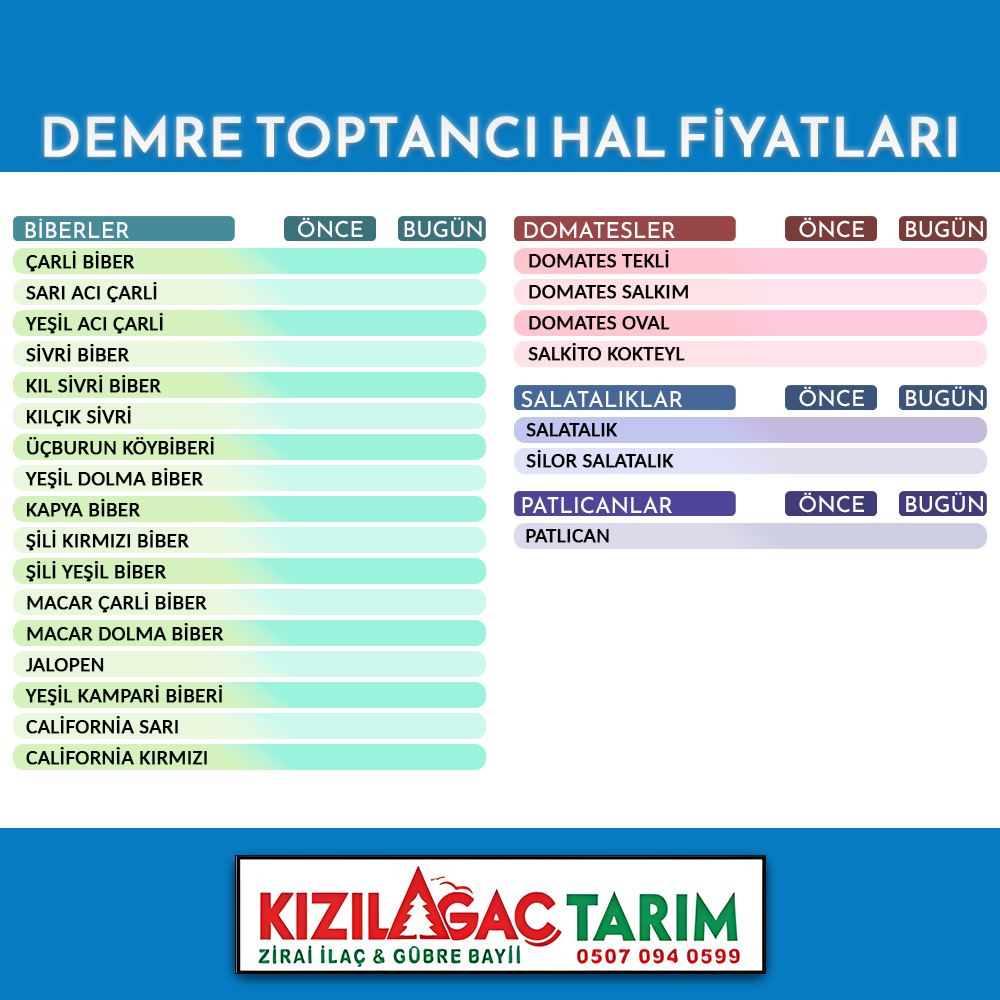 DEMRE TOPTANCI HAL FİYATLARI
BİBERLER ÖNCE BUGÜN
ÇARLİ BİBER
SARI ACI ÇARLİ
YEŞİL ACI ÇARLİ
SİVRİ BİBER
KIL SİVRİ BİBER
KILÇIK SİVRİ
ÜÇBURUN KÖYBİBERİ
YEŞİL DOLMA BİBER
KAPYA BİBER
ŞİLİ KIRMIZI BİBER
ŞİLİ YEŞİL BİBER
MACAR ÇARLİ BİBER
MACAR DOLMA BİBER
JALOPEN
YEŞİL KAMPARİ BİBERİ
CALİFORNİA SARI
CALİFORNİA KIRMIZI
DOMATESLER ÖNCE BUGÜN
DOMATES TEKLİ
DOMATES SALKIM
DOMATES OVAL
SALKİTO KOKTEYL
SALATALIKLAR ÖNCE BUGÜN
SALATALIK
SİLOR SALATALIK
PATLICANLAR ÖNCE BUGÜN
PATLICAN
KIZILAGAÇ TARIM
ZİRAİ İLAÇ & GÜBRE BAYİİ 0507 094 0599